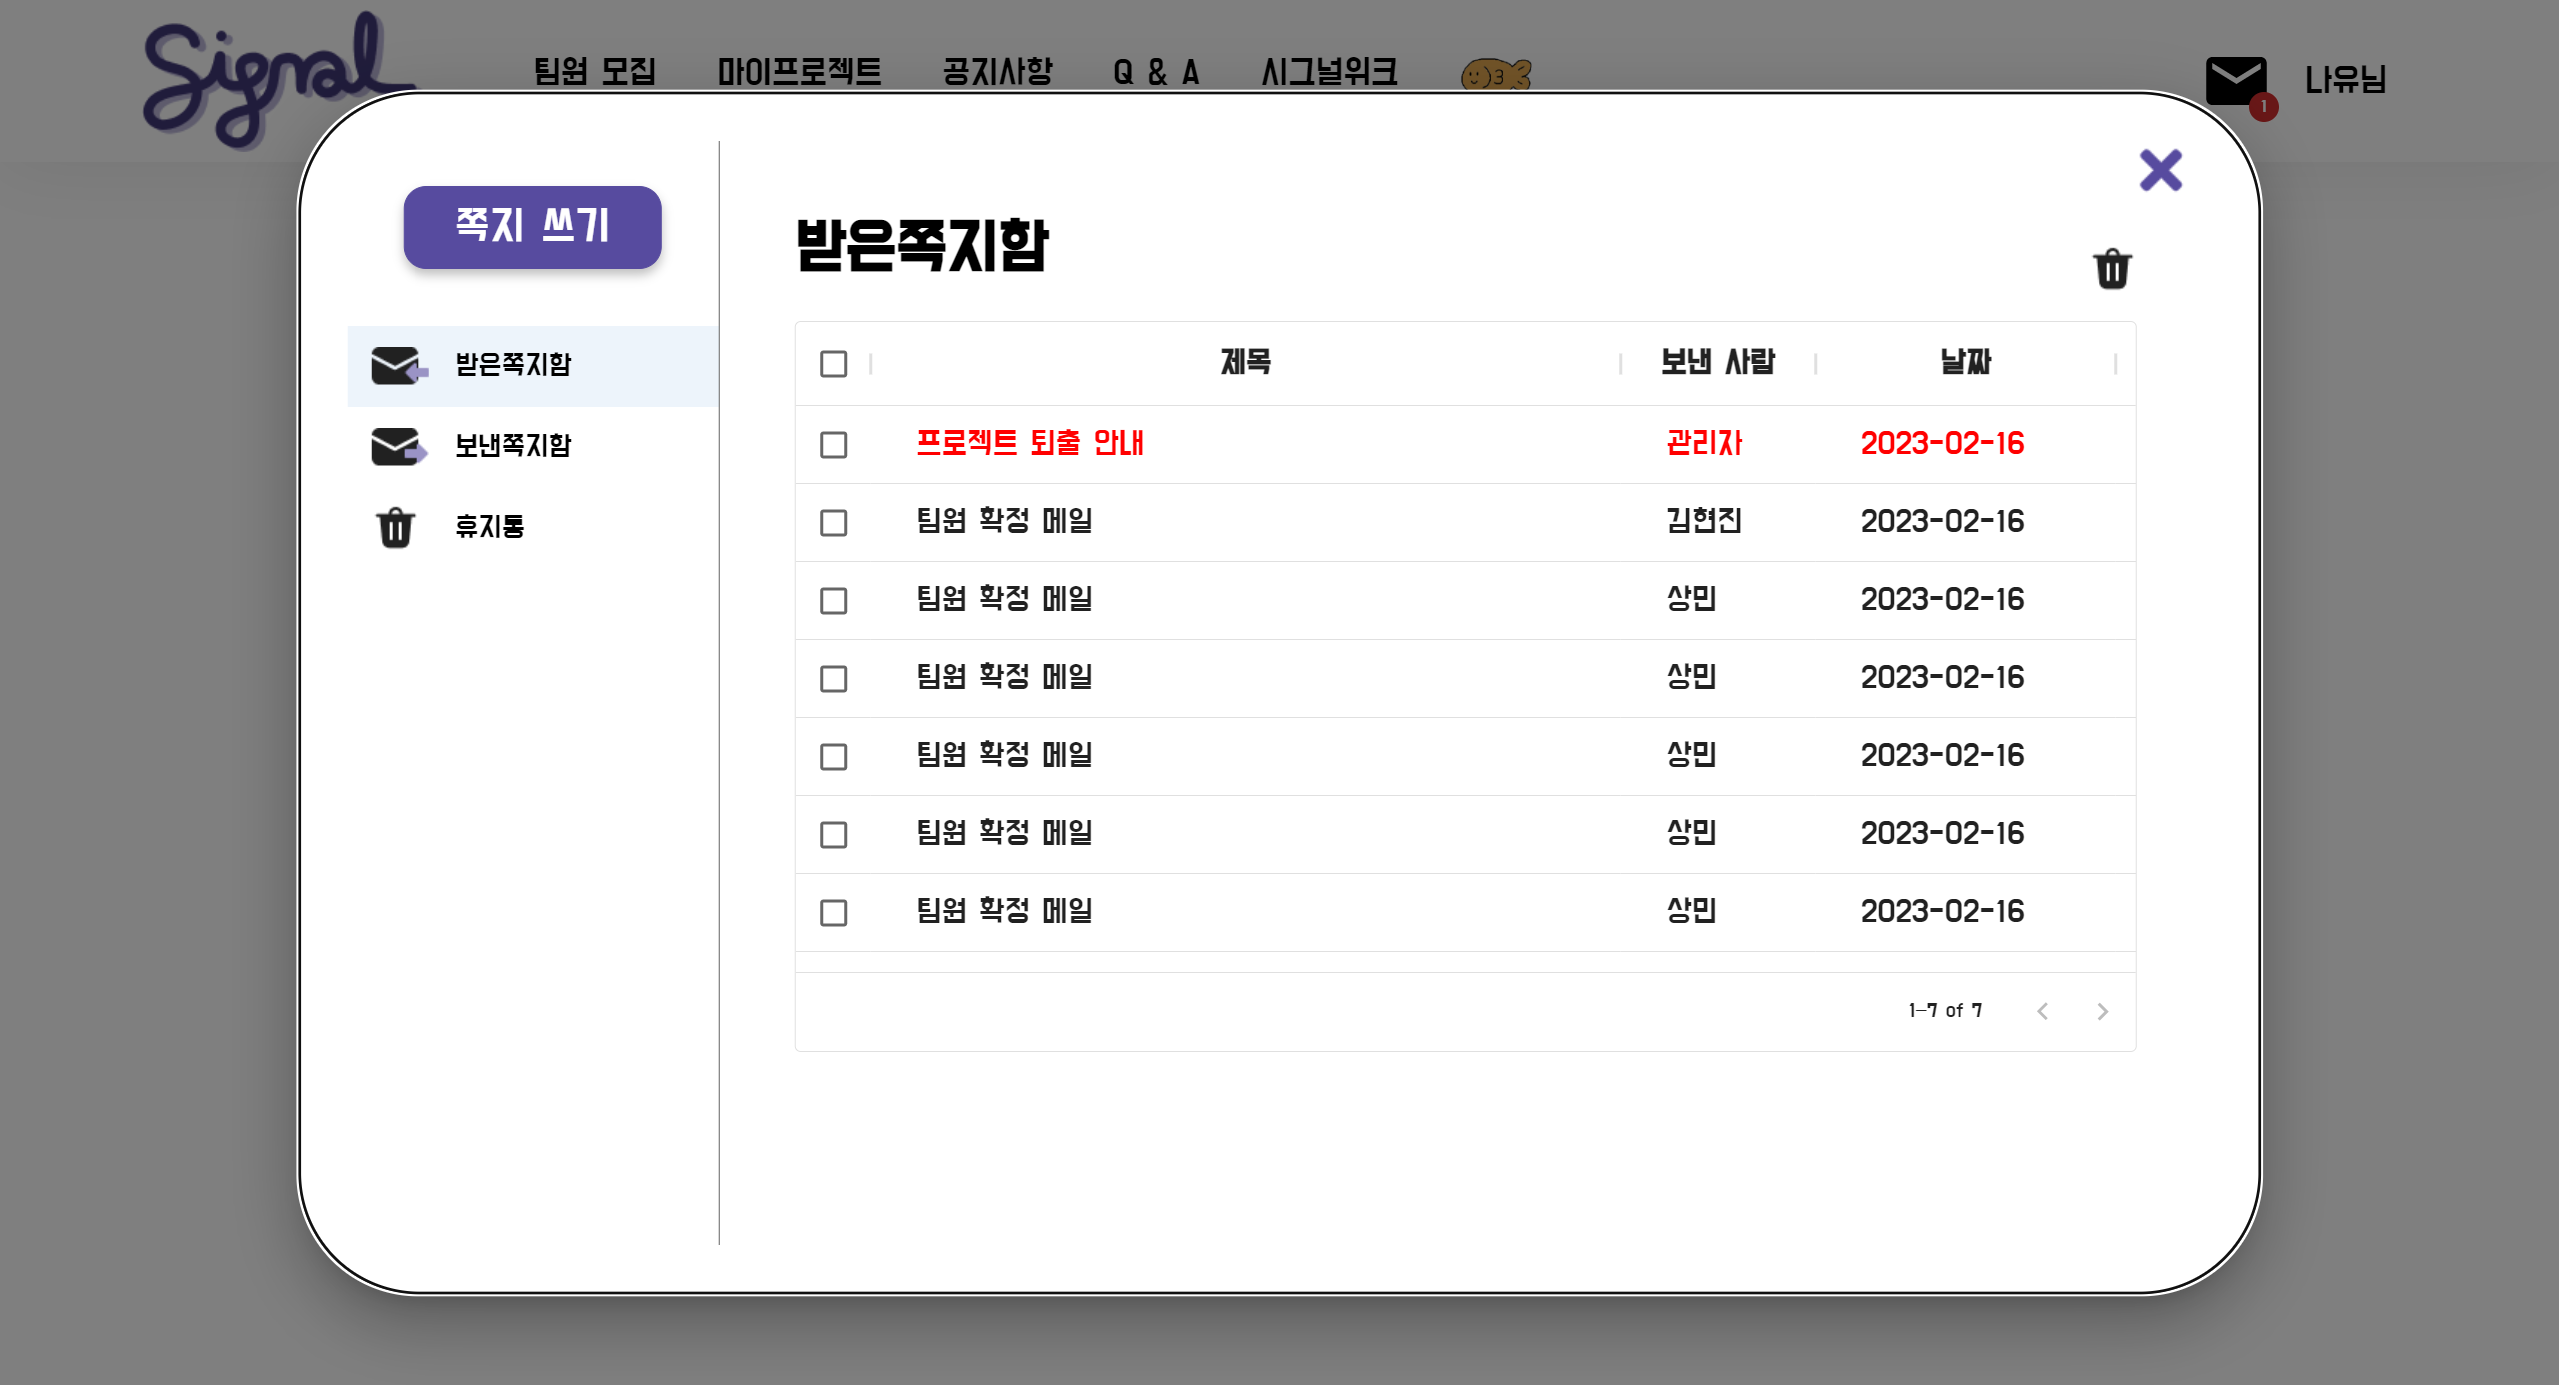 Signal
팀원 모집 마이프로젝트 공지사항 Q & A 시그널위크 1 나유님
쪽지 쓰기
받은쪽지함
보낸쪽지함
휴지통
받은쪽지함
제목 보낸 사람 날짜
프로젝트 퇴출 안내 관리자 2023-02-16
팀원 확정 메일 김현진 2023-02-16
팀원 확정 메일 상민 2023-02-16
팀원 확정 메일 상민 2023-02-16
팀원 확정 메일 상민 2023-02-16
팀원 확정 메일 상민 2023-02-16
팀원 확정 메일 상민 2023-02-16
1–7 of 7